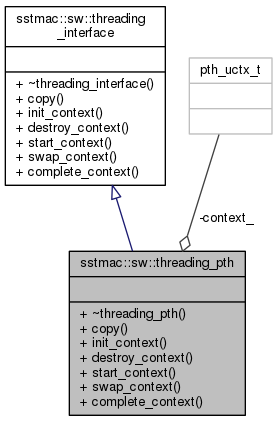 sstmac::sw::threading
_interface
+ ~threading_interface()
+ copy()
+ init_context()
+ destroy_context()
+ start_context()
+ swap_context()
+ complete_context()
pth_uctx_t
-context_
sstmac::sw::threading_pth
+ ~threading_pth()
+ copy()
+ init_context()
+ destroy_context()
+ start_context()
+ swap_context()
+ complete_context()